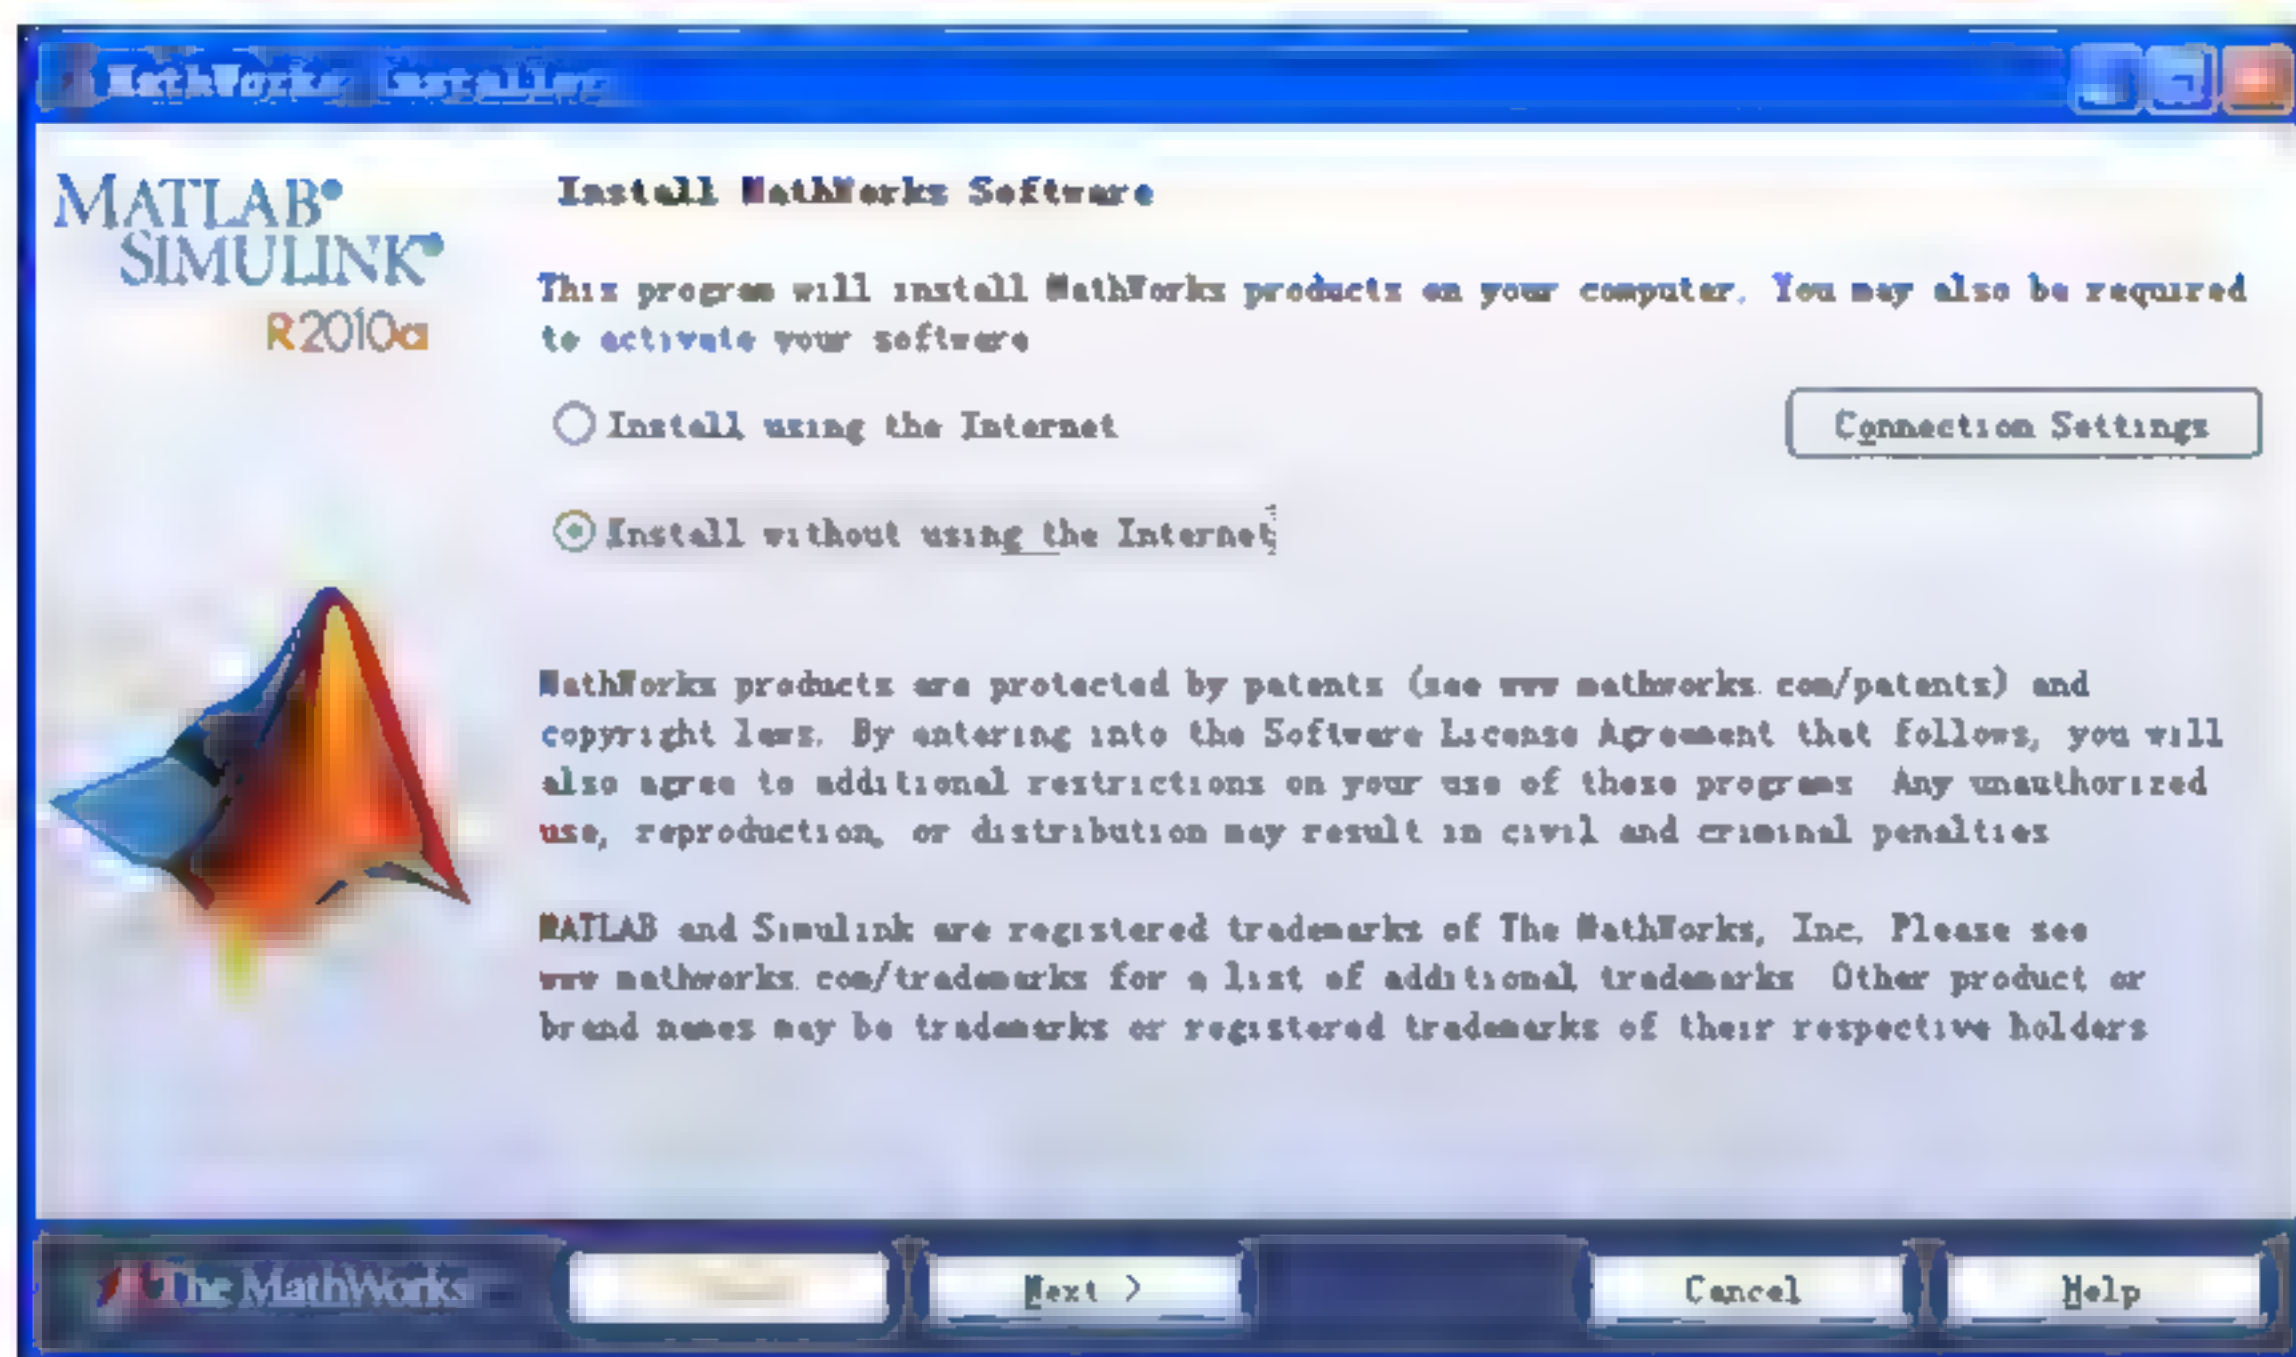 MathWorks Installer
MATLAB®
SIMULINK®
R2010a
Install MathWorks Software
This program will install MathWorks products on your computer. You may also be required
to activate your software
Install using the Internet
Connection Settings
Install without using the Internet
MathWorks products are protected by patents (see www.mathworks.com/patents) and
copyright laws. By entering into the Software License Agreement that follows, you will
also agree to additional restrictions on your use of these programs. Any unauthorized
use, reproduction, or distribution may result in civil and criminal penalties
MATLAB and Simulink are registered trademarks of The MathWorks, Inc. Please see
www.mathworks.com/trademarks for a list of additional trademarks. Other product or
brand names may be trademarks or registered trademarks of their respective holders
The MathWorks
Next >
Cancel
Help